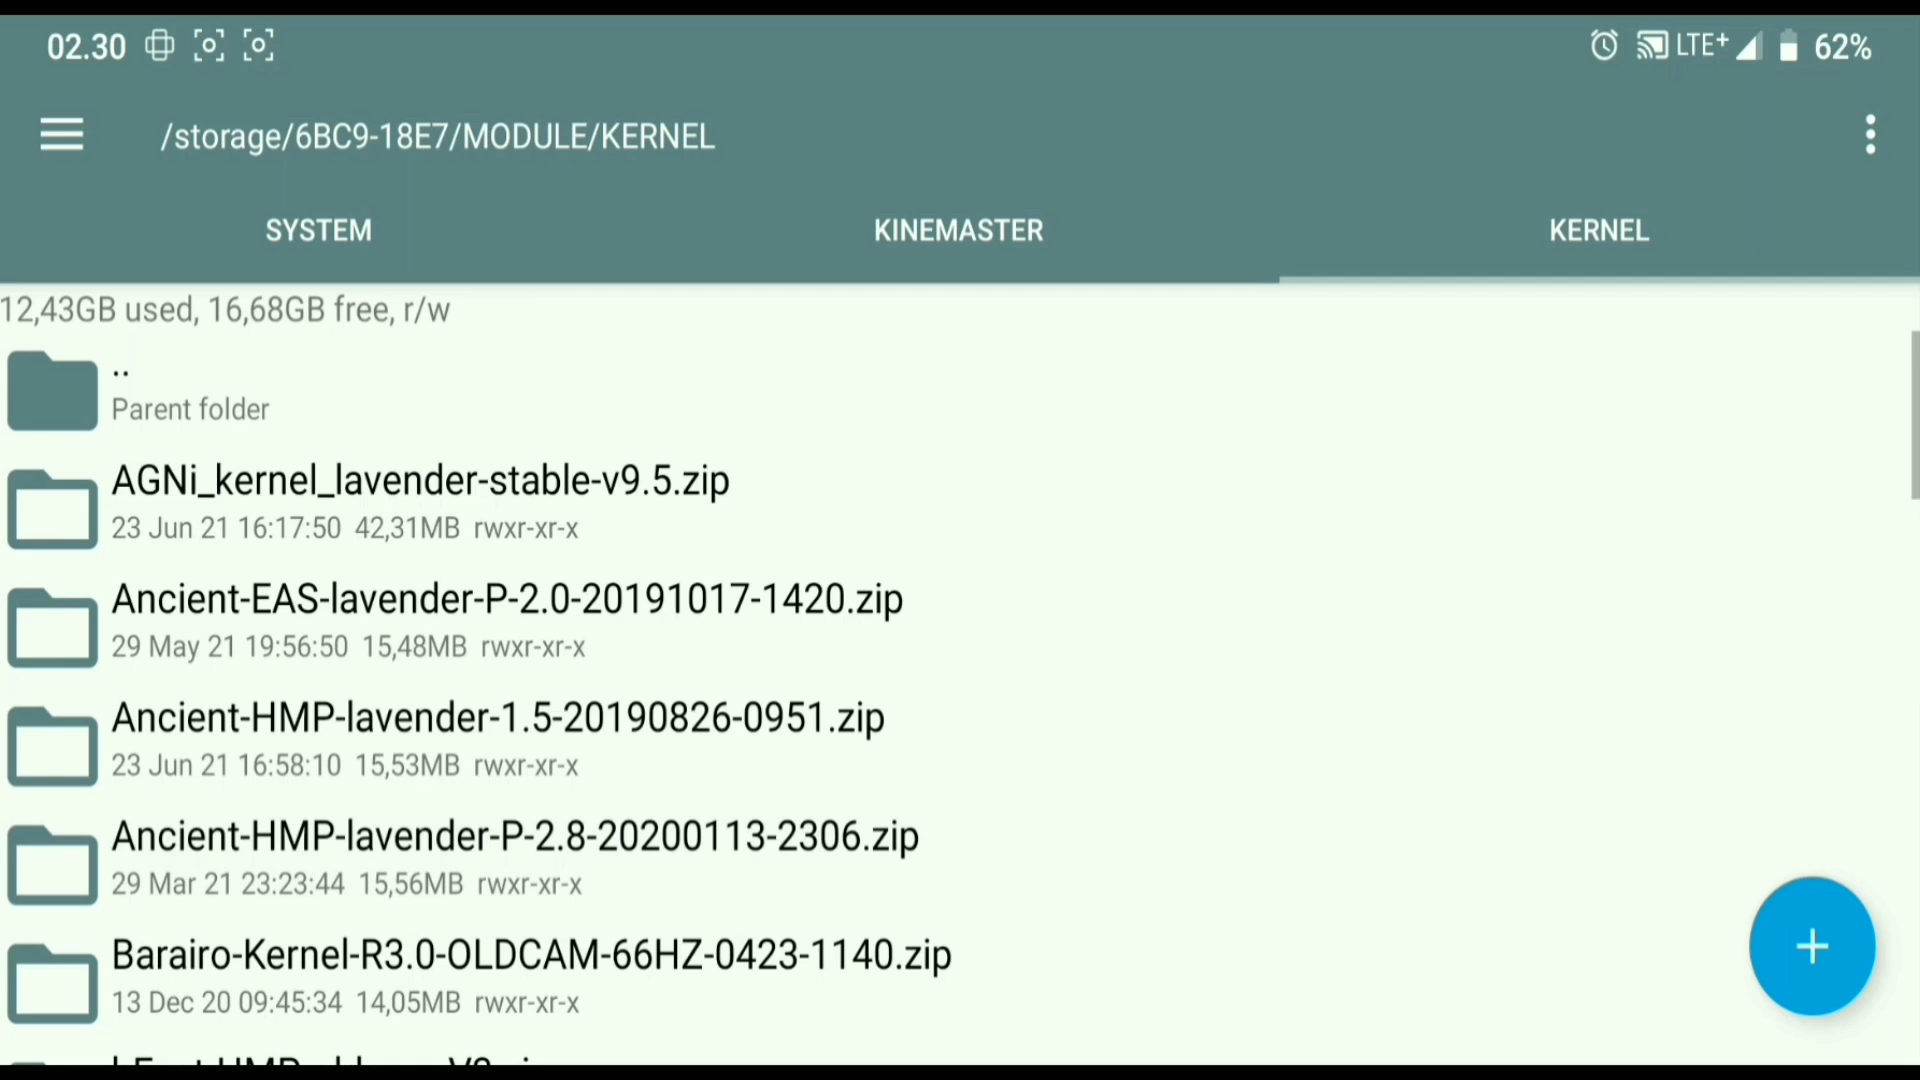 02.30 LTE+ 62%
/storage/6BC9-18E7/MODULE/KERNEL
SYSTEM KINEMASTER KERNEL
12,43GB used, 16,68GB free, r/w
..
Parent folder
AGNi_kernel_lavender-stable-v9.5.zip
23 Jun 21 16:17:50 42,31MB rwxr-xr-x
Ancient-EAS-lavender-P-2.0-20191017-1420.zip
29 May 21 19:56:50 15,48MB rwxr-xr-x
Ancient-HMP-lavender-1.5-20190826-0951.zip
23 Jun 21 16:58:10 15,53MB rwxr-xr-x
Ancient-HMP-lavender-P-2.8-20200113-2306.zip
29 Mar 21 23:23:44 15,56MB rwxr-xr-x
Barairo-Kernel-R3.0-OLDCAM-66HZ-0423-1140.zip
13 Dec 20 09:45:34 14,05MB rwxr-xr-x